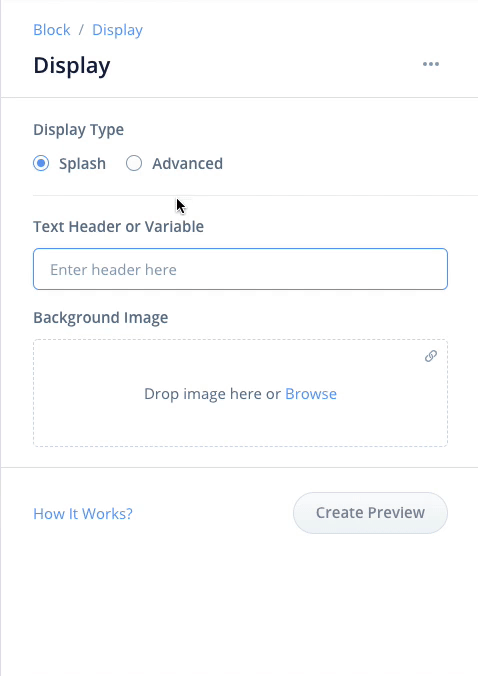 Block / Display
Display
Display Type
Splash Advanced
Text Header or Variable
Enter header here
Background Image
Drop image here or Browse
How It Works? Create Preview